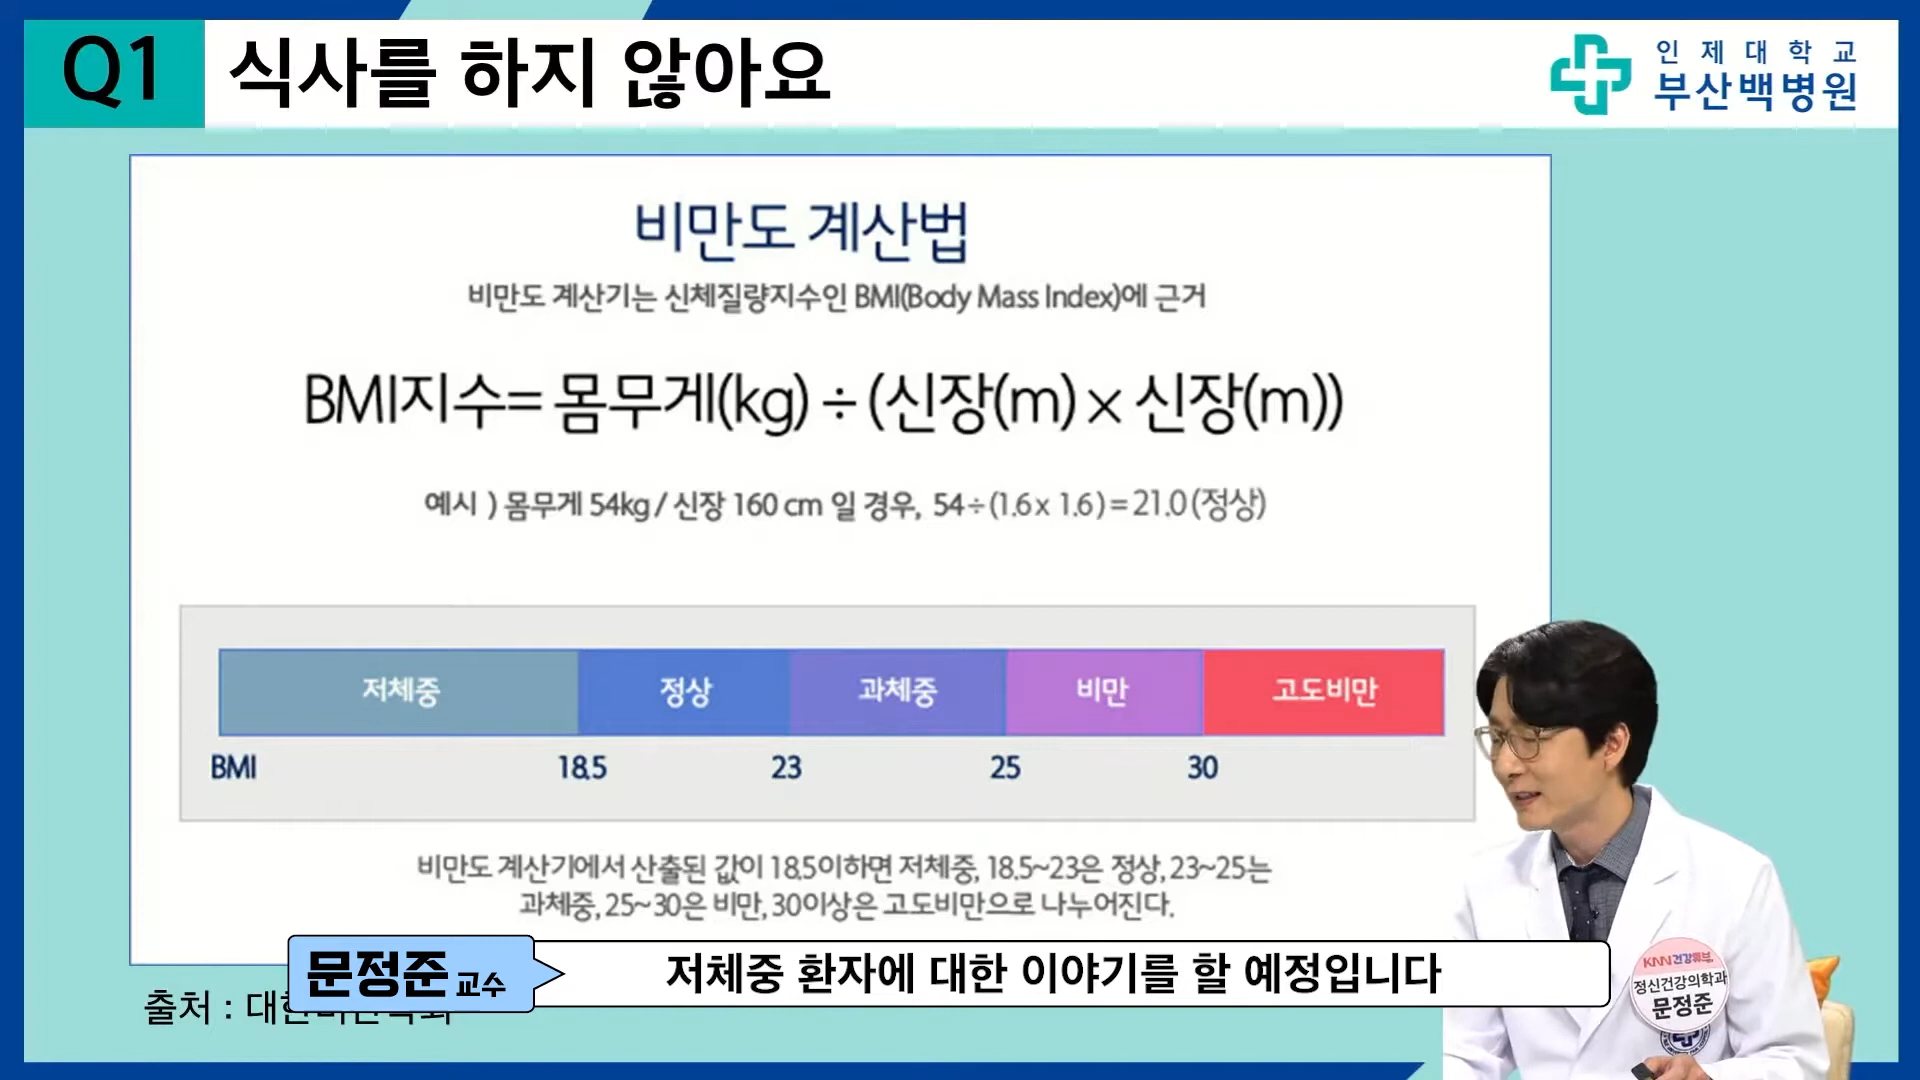 Q1 식사를 하지 않아요
인제대학교
부산백병원
비만도 계산법
비만도 계산기는 신체질량지수인 BMI(Body Mass Index)에 근거
BMI지수= 몸무게(kg) ÷ (신장(m) × 신장(m))
예시 ) 몸무게 54kg / 신장 160 cm 일 경우, 54÷(1.6 x 1.6)=21.0 (정상)
저체중 정상 과체중 비만 고도비만
BMI 18.5 23 25 30
비만도 계산기에서 산출된 값이 18.5이하면 저체중, 18.5~23은 정상, 23~25는
과체중, 25~30은 비만, 30이상은 고도비만으로 나누어진다.
문정준 교수 저체중 환자에 대한 이야기를 할 예정입니다
출처 :
KNN건강튜브
정신건강의학과
문정준